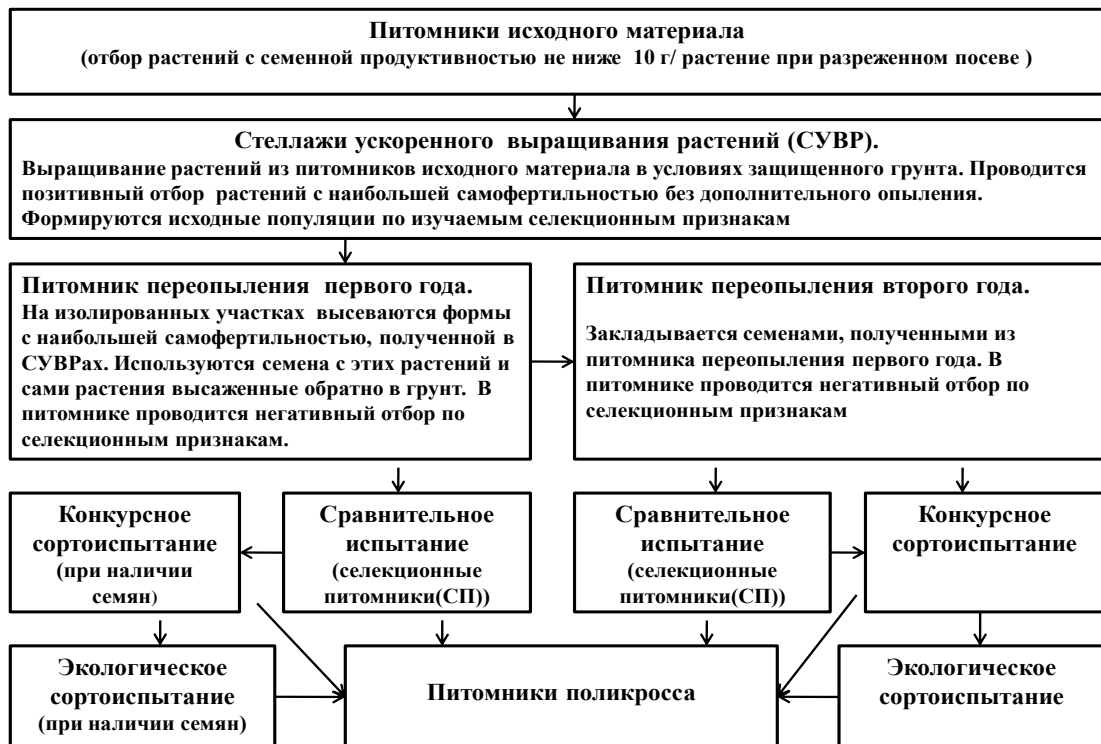 Питомники исходного материала
(отбор растений с семенной продуктивностью не ниже 10 г/ растение при разреженном посеве )
Стеллажи ускоренного выращивания растений (СУВР).
Выращивание растений из питомников исходного материала в условиях защищенного грунта. Проводится
позитивный отбор растений с наибольшей самофертильностью без дополнительного опыления.
Формируются исходные популяции по изучаемым селекционным признакам
Питомник переопыления первого года.
На изолированных участках высеваются формы
с наибольшей самофертильностью, полученной в
СУВРах. Используются семена с этих растений и
сами растения высаженные обратно в грунт. В
питомнике проводится негативный отбор по
селекционным признакам.
Питомник переопыления второго года.
Закладывается семенами, полученными из
питомника переопыления первого года. В
питомнике проводится негативный отбор по
селекционным признакам
Конкурсное
сортоиспытание
(при наличии
семян)
Сравнительное
испытание
(селекционные
питомники(СП))
Сравнительное
испытание
(селекционные
питомники(СП))
Конкурсное
сортоиспытание
Экологическое
сортоиспытание
(при наличии семян)
Питомники поликросса
Экологическое
сортоиспытание